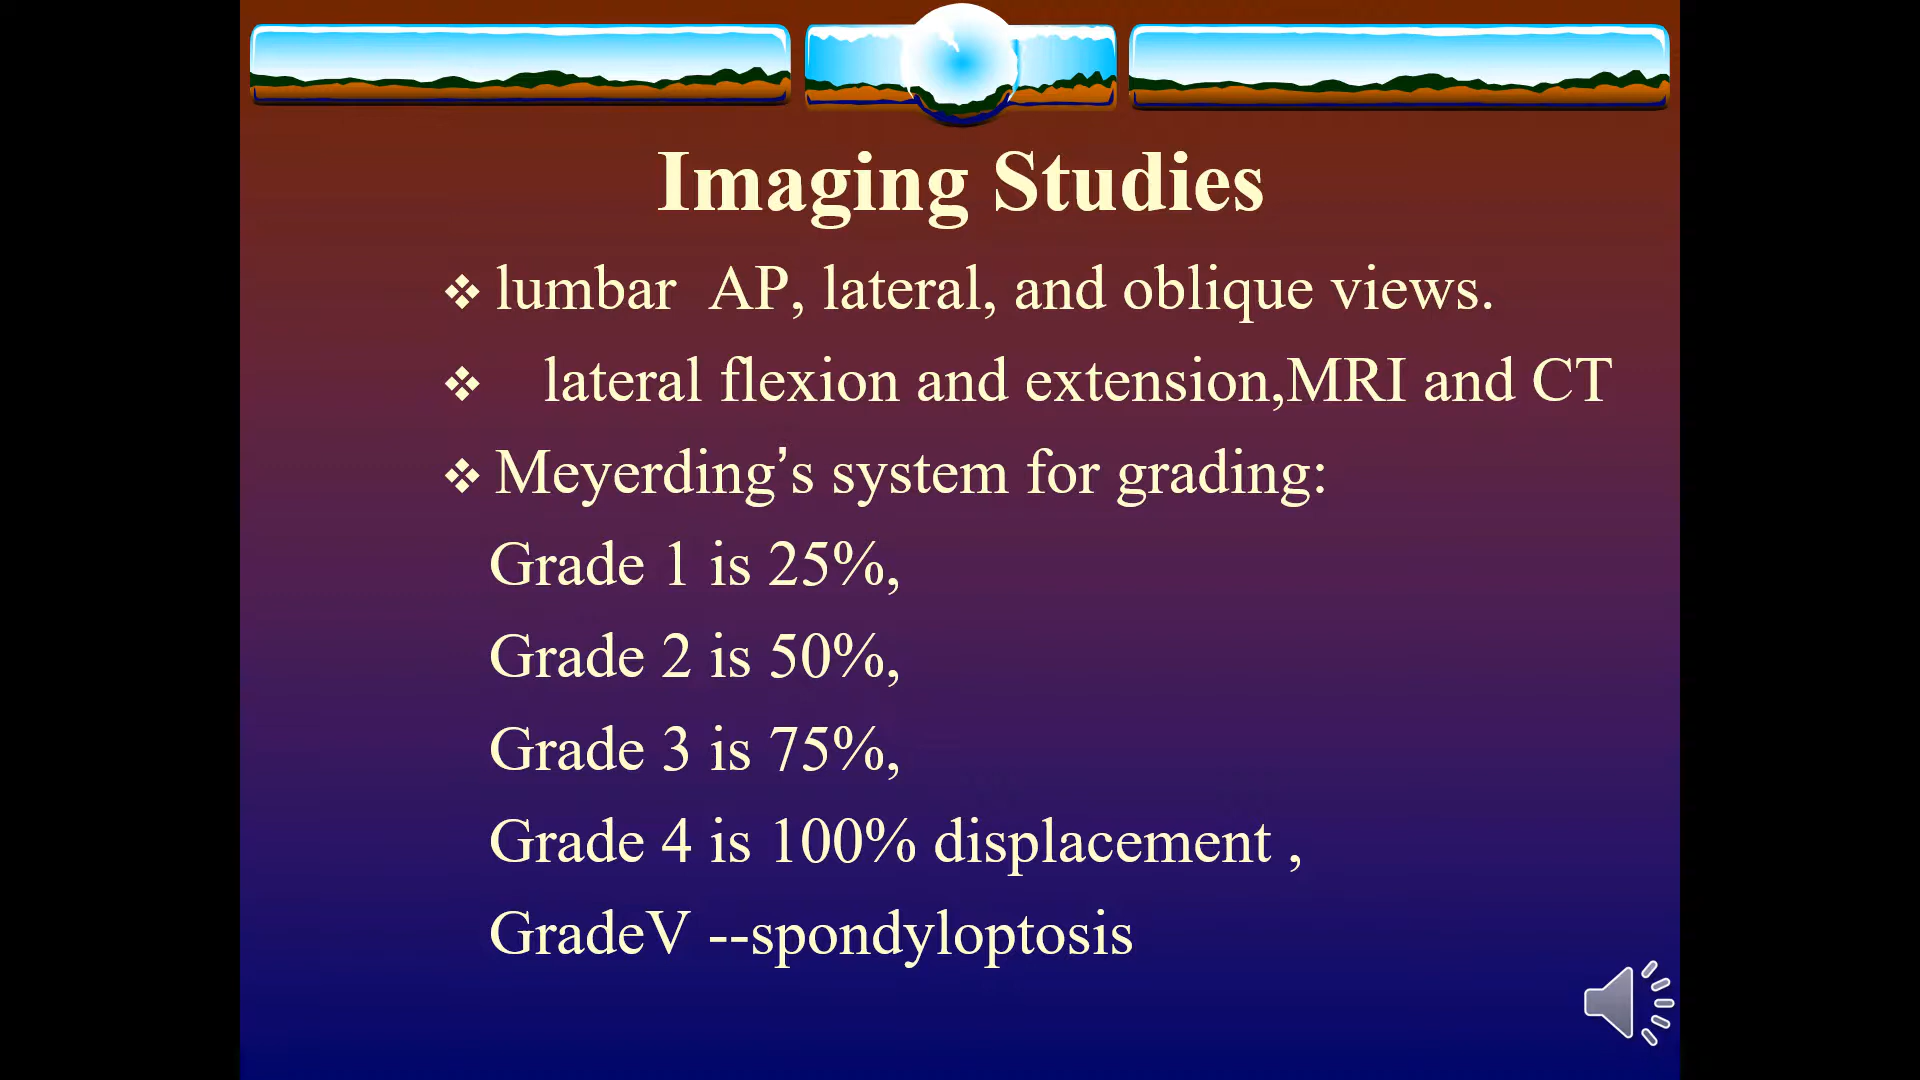 Imaging Studies
❖ lumbar  AP, lateral, and oblique views.
❖ lateral flexion and extension,MRI and CT
❖ Meyerding’s system for grading:
Grade 1 is 25%,
Grade 2 is 50%,
Grade 3 is 75%,
Grade 4 is 100% displacement ,
GradeV --spondyloptosis